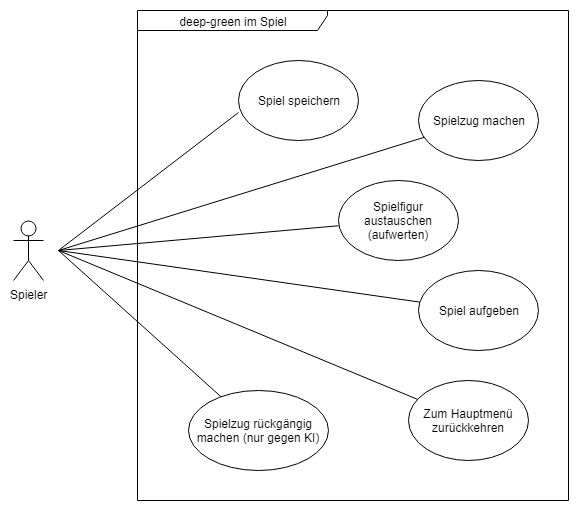 deep-green im Spiel
Spiel speichern
Spielzug machen
Spielfigur
austauschen
(aufwerten)
Spieler
Spiel aufgeben
Zum Hauptmenü
zurückkehren
Spielzug rückgängig
machen (nur gegen KI)